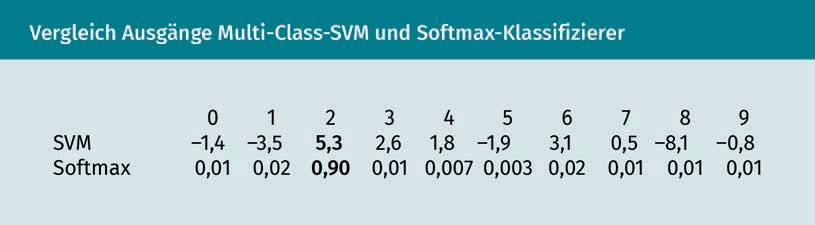 Vergleich Ausgänge Multi-Class-SVM und Softmax-Klassifizierer
0 1 2 3 4 5 6 7 8 9
SVM –1,4 –3,5 5,3 2,6 1,8 –1,9 3,1 0,5 –8,1 –0,8
Softmax 0,01 0,02 0,90 0,01 0,007 0,003 0,02 0,01 0,01 0,01